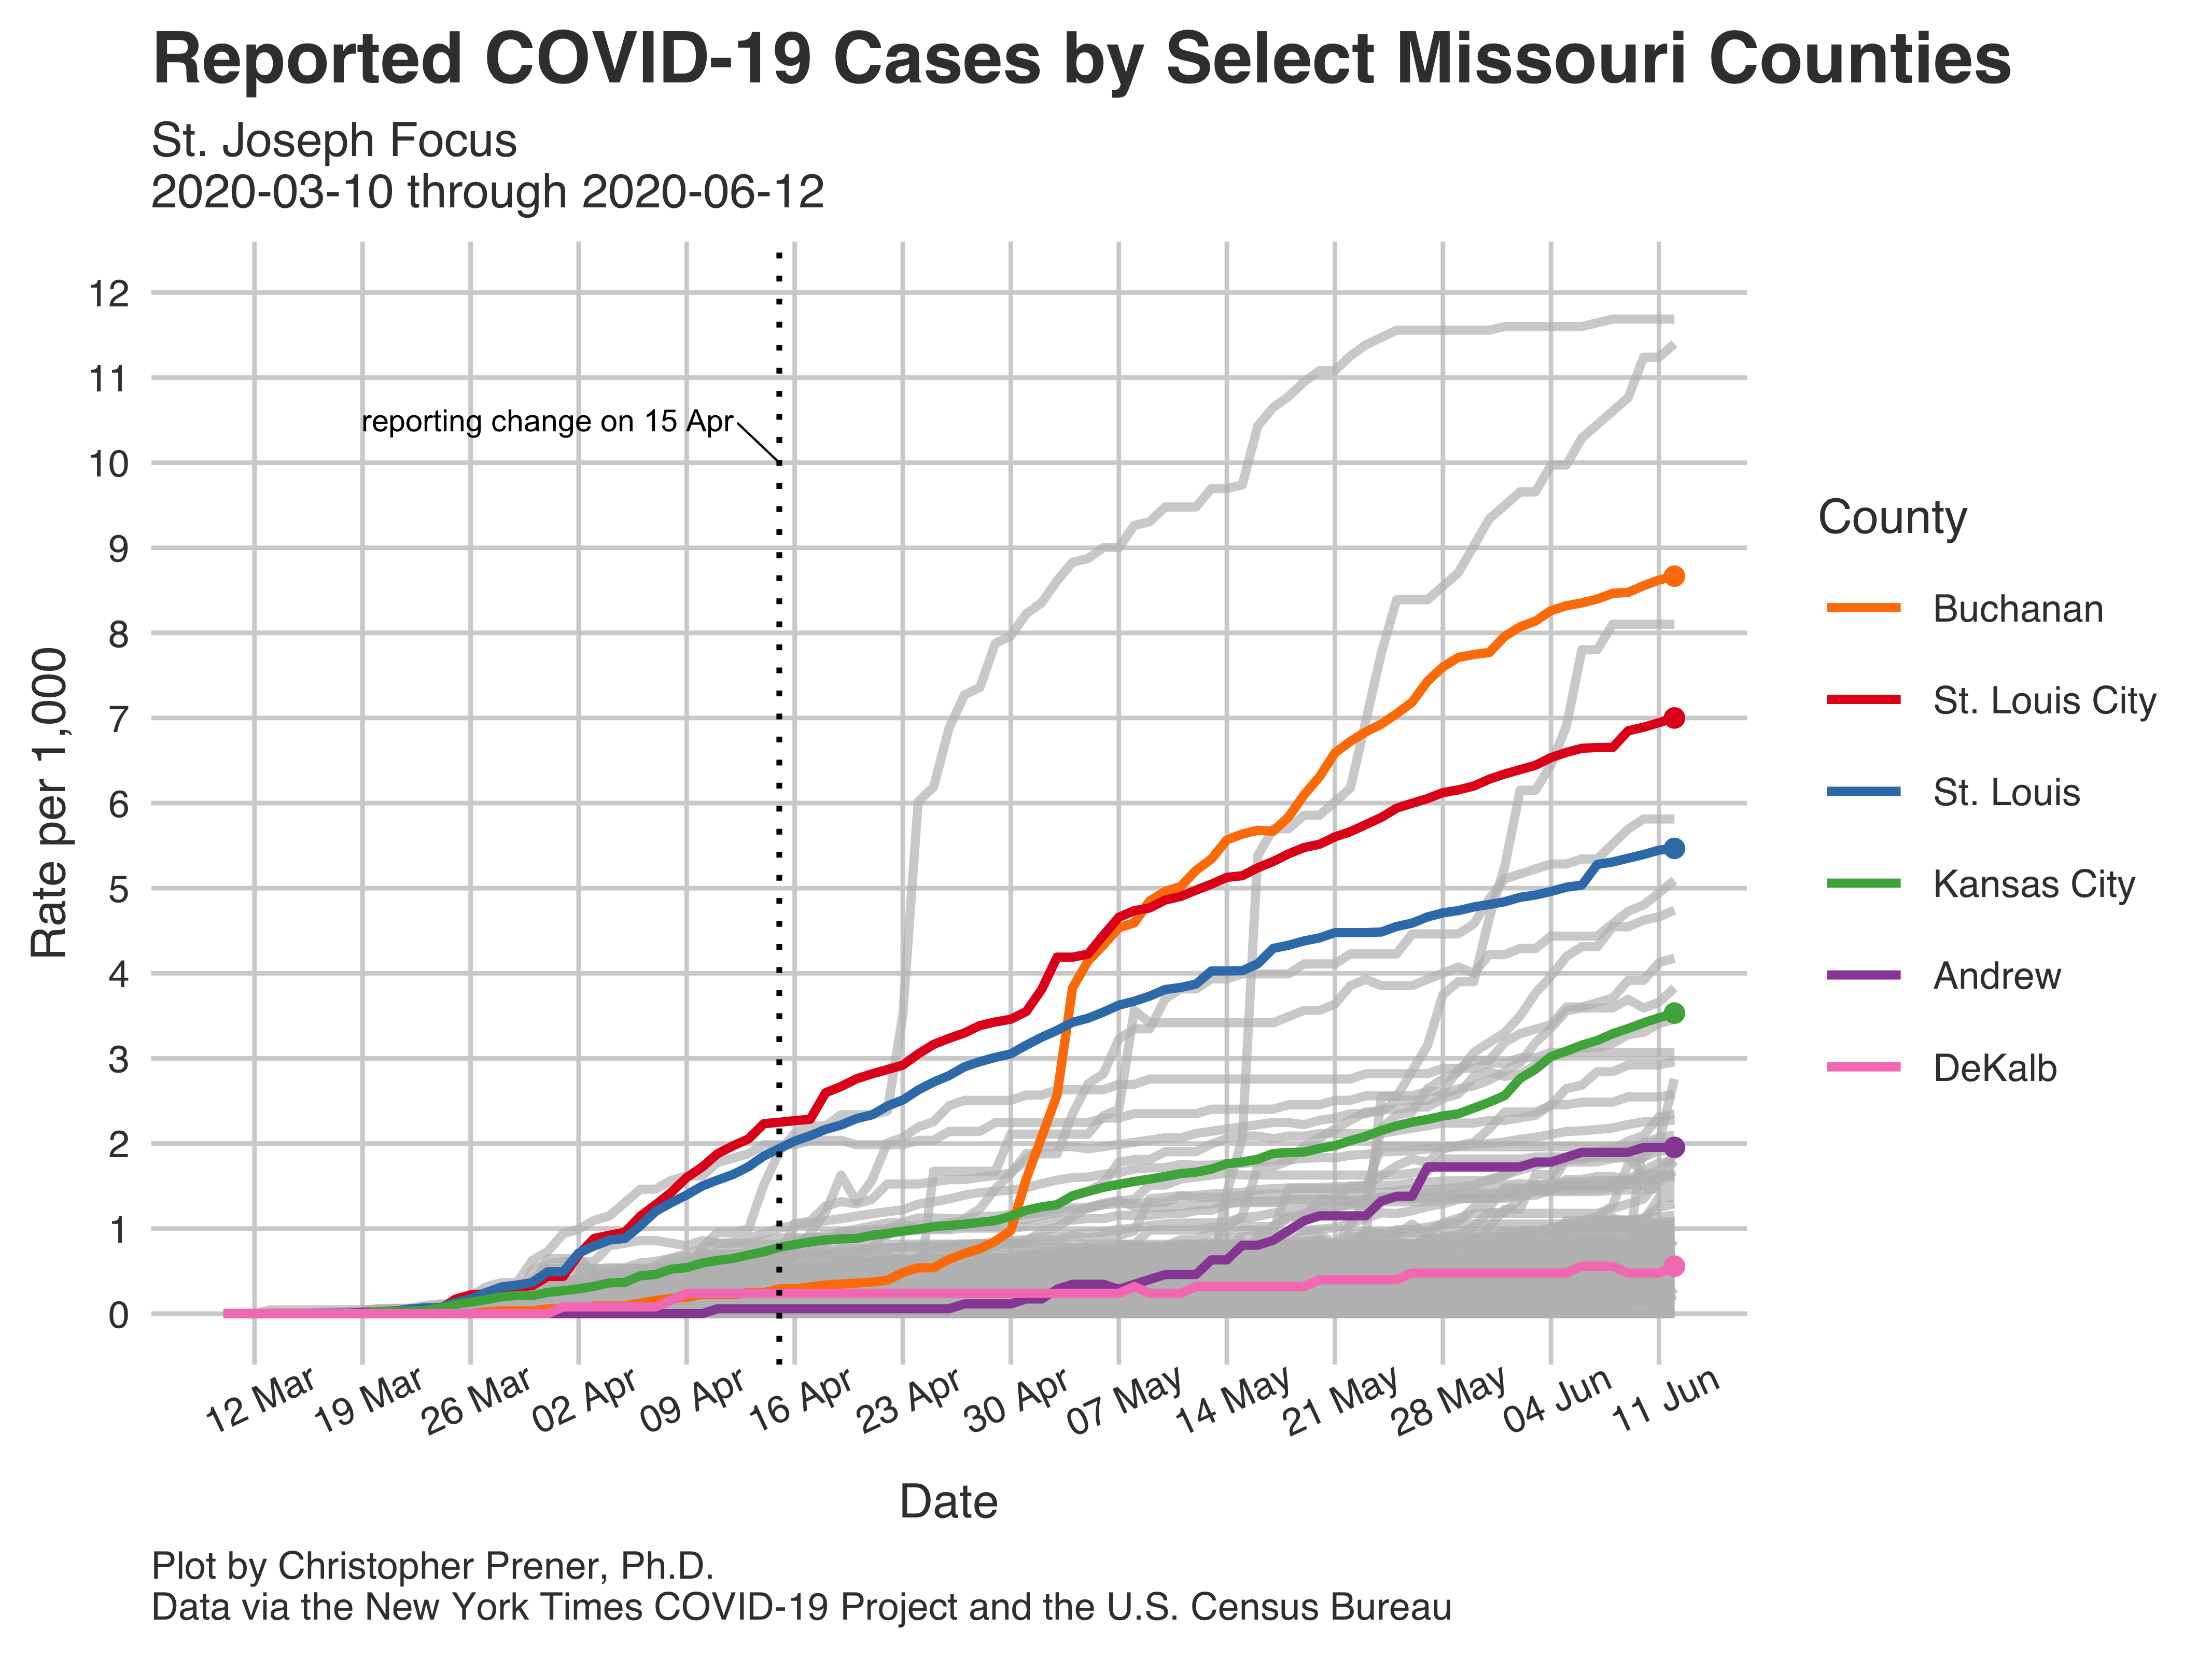 Reported COVID-19 Cases by Select Missouri Counties
St. Joseph Focus
2020-03-10 through 2020-06-12
12
11
10
9
8
7
6
5
4
3
2
1
0
Rate per 1,000
reporting change on 15 Apr
12 Mar
19 Mar
26 Mar
02 Apr
09 Apr
16 Apr
23 Apr
30 Apr
07 May
14 May
21 May
28 May
04 Jun
11 Jun
Date
County
Buchanan
St. Louis City
St. Louis
Kansas City
Andrew
DeKalb
Plot by Christopher Prener, Ph.D.
Data via the New York Times COVID-19 Project and the U.S. Census Bureau